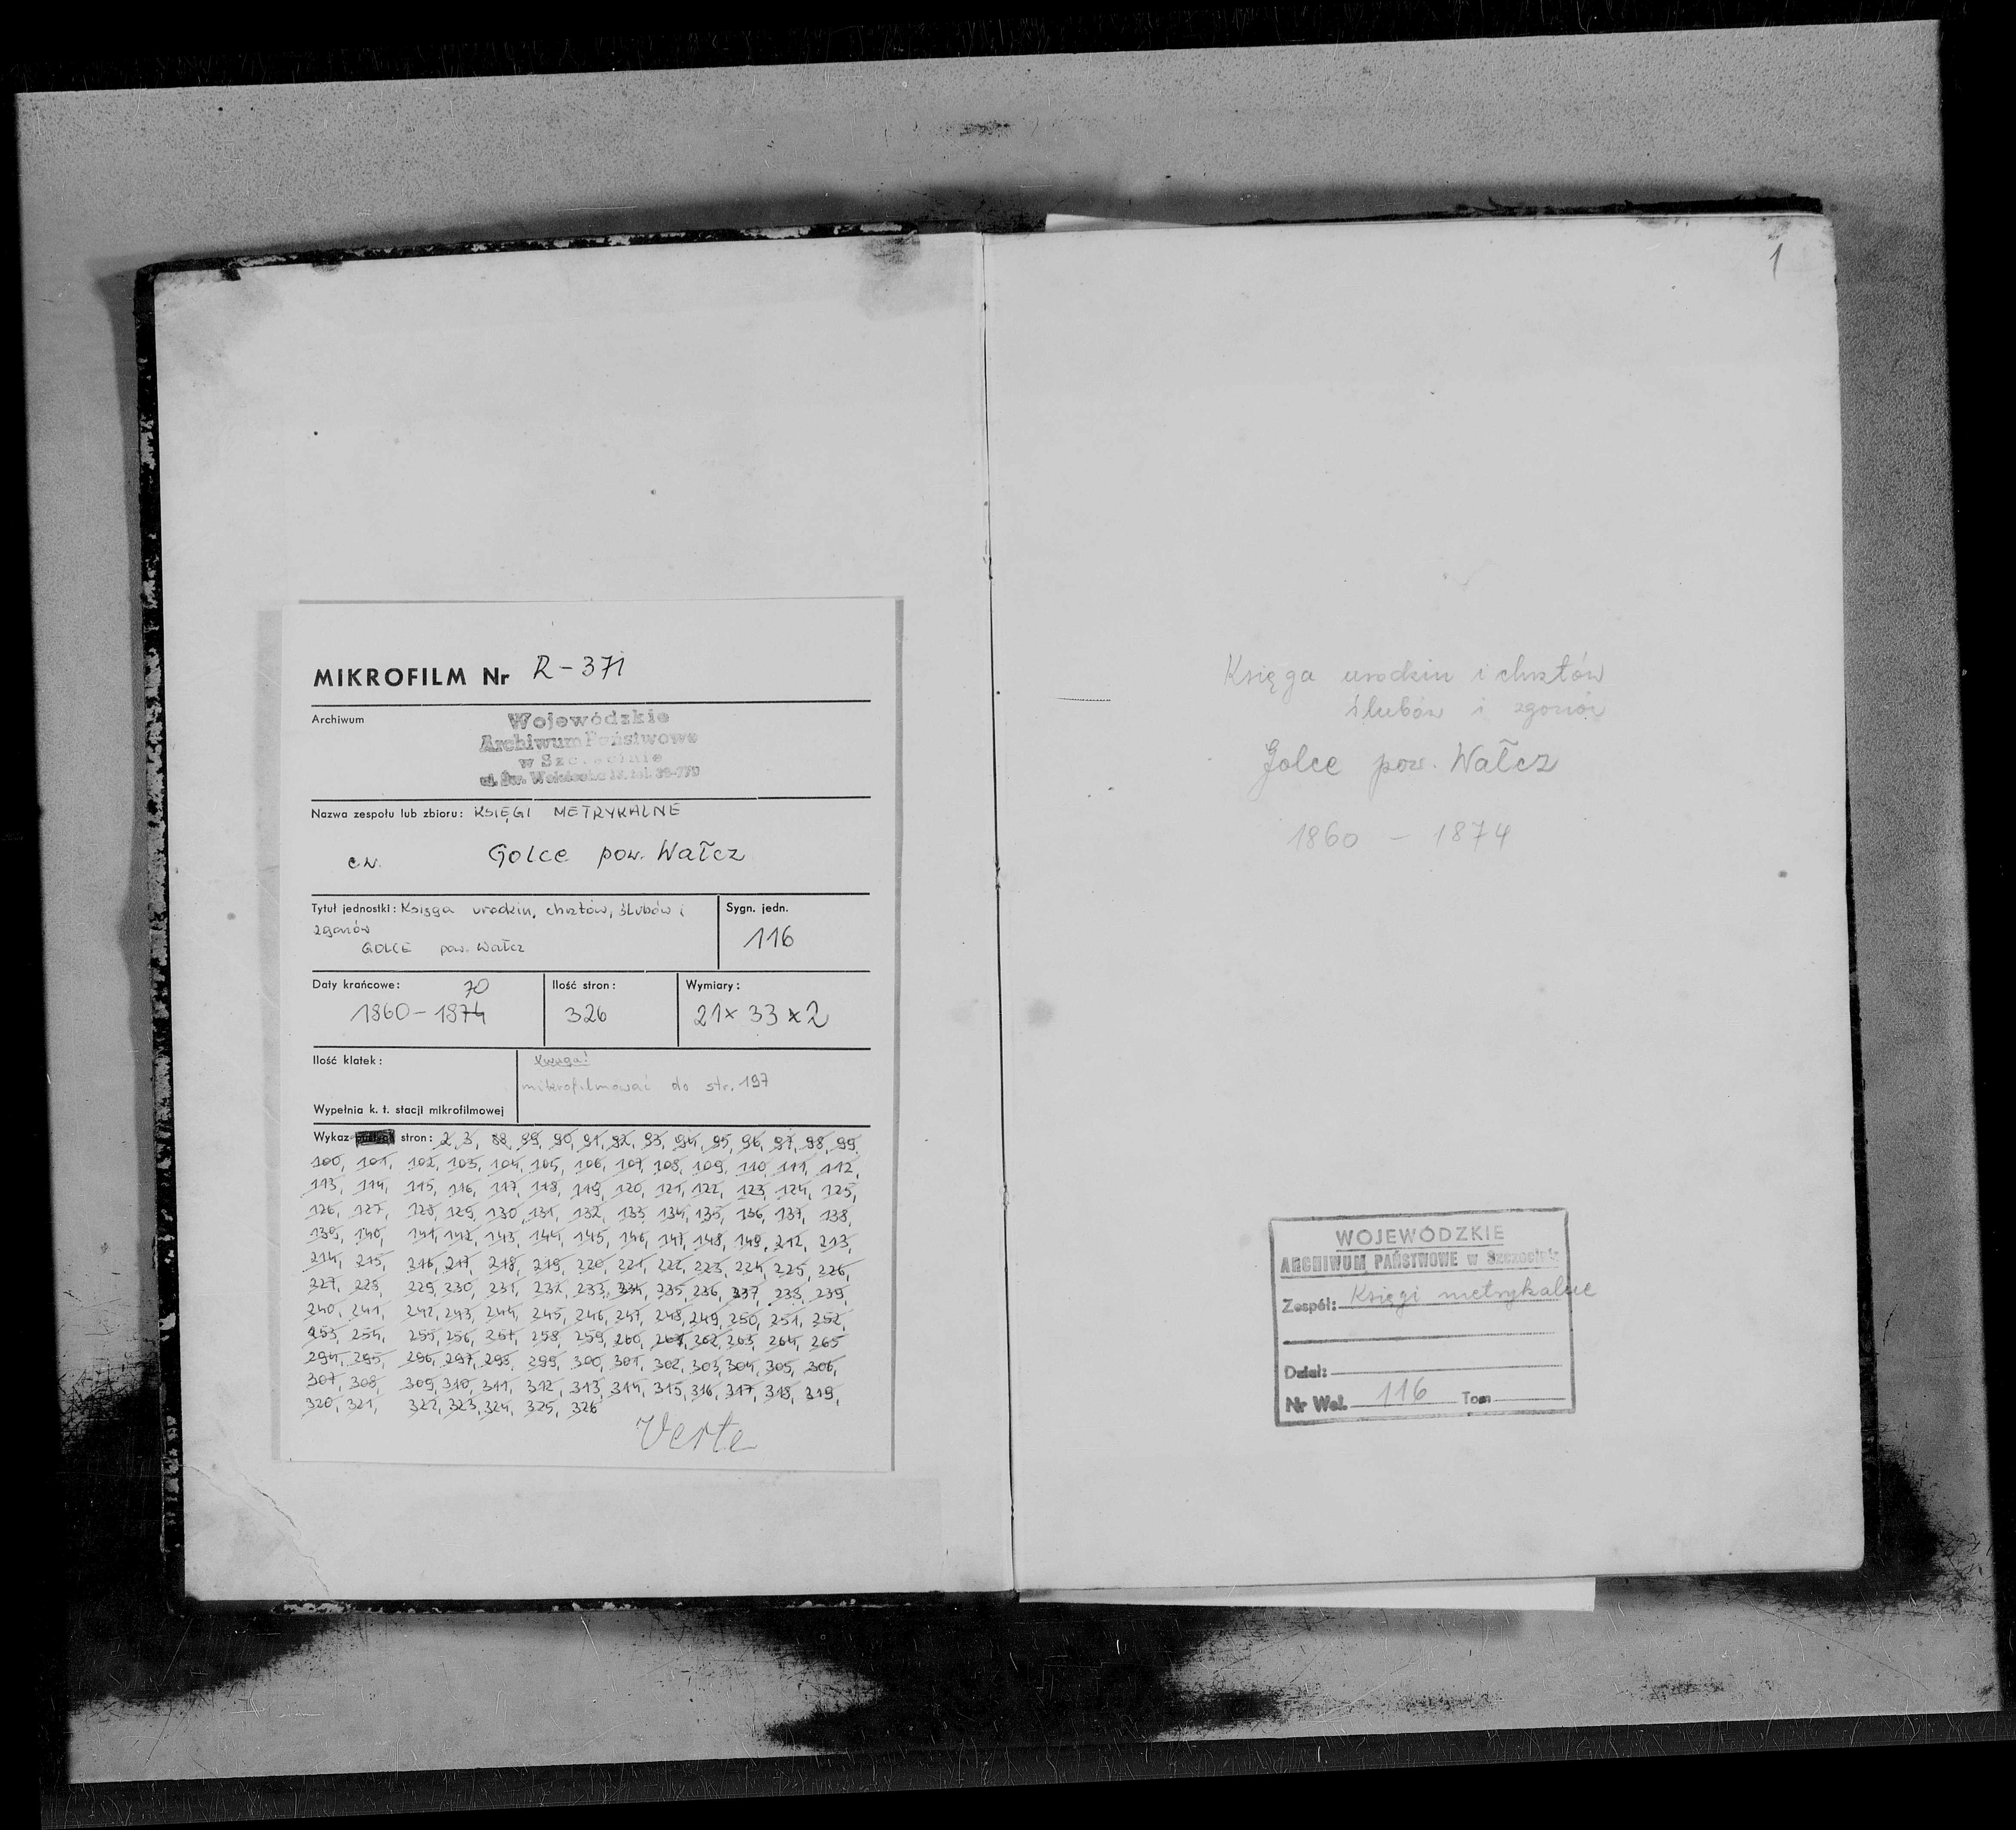 MIKROFILM Nr R-371
Archiwum
Wojewódzkie
Archiwum Państwowe
w Szczecinie
Nazwa zespołu lub zbioru: KSIĘGI METRYKALNE
ew. Golce pow. Wałcz
Tytuł jednostki: Księga urodzin, chrztów, ślubów i
zgonów
GOLCE pow. Wałcz
Sygn. jedn.
116
Daty krańcowe: 70
1860-1874
Ilość stron:
326
Wymiary:
21 x 33 x 2
Ilość klatek:
Uwaga!
mikrofilmować do str. 197
Wypełnia k. t. stacji mikrofilmowej
Wykaz stron: 2, 3, 88, 89, 90, 91, 92, 93, 94, 95, 96, 97, 98, 99,
100, 101, 102, 103, 104, 105, 106, 107, 108, 109, 110, 111, 112,
113, 114, 115, 116, 117, 118, 119, 120, 121, 122, 123, 124, 125,
126, 127, 128, 129, 130, 131, 132, 133, 134, 135, 136, 137, 138,
139, 140, 141, 142, 143, 144, 145, 146, 147, 148, 149, 212, 213,
214, 215, 216, 217, 218, 219, 220, 221, 222, 223, 224, 225, 226,
227, 228, 229, 230, 231, 232, 233, 234, 235, 236, 237, 238, 239,
240, 241, 242, 243, 244, 245, 246, 247, 248, 249, 250, 251, 252,
253, 254, 255, 256, 257, 258, 259, 260, 261, 262, 263, 264, 265
294, 295, 296, 297, 298, 299, 300, 301, 302, 303, 304, 305, 306,
307, 308, 309, 310, 311, 312, 313, 314, 315, 316, 317, 318, 319,
320, 321, 322, 323, 324, 325, 326
Verte
1
Księga urodzin i chrztów
ślubów i zgonów
Golce pow. Wałcz
1860 - 1874
WOJEWÓDZKIE
ARCHIWUM PAŃSTWOWE w Szczecinie
Zespół: Księgi metrykalne
Dział:
Nr Wol. 116 Tom